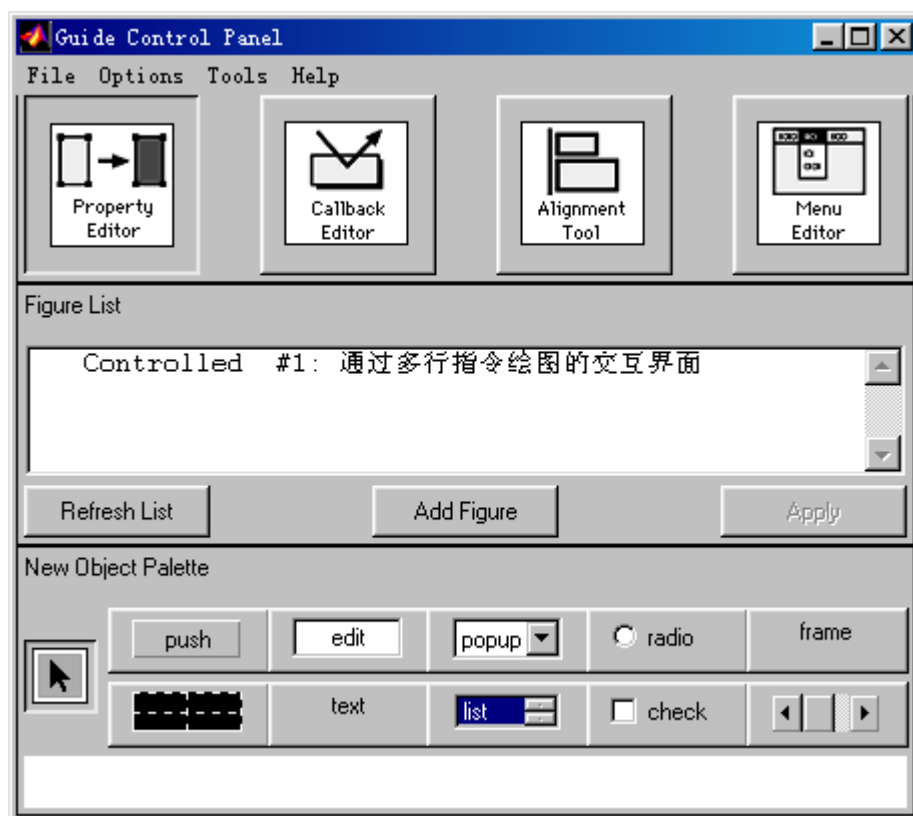 Guide Control Panel
File Options Tools Help
Property Editor
Callback Editor
Alignment Tool
Menu Editor
Figure List
Controlled #1: 通过多行指令绘图的交互界面
Refresh List Add Figure Apply
New Object Palette
push edit popup radio frame
text list check